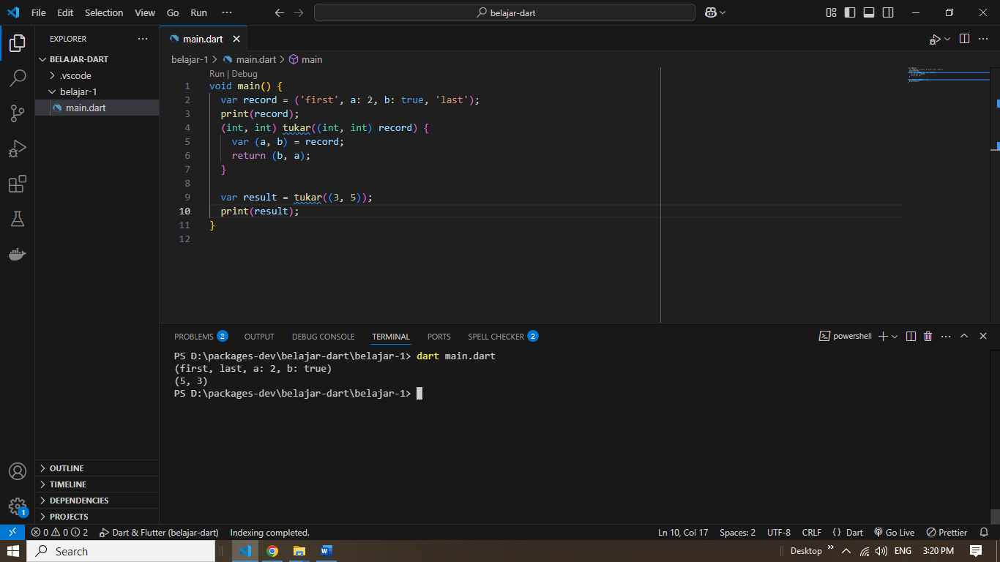 File Edit Selection View Go Run ··· belajar-dart
EXPLORER ···
BELAJAR-DART
.vscode
belajar-1
main.dart
OUTLINE
TIMELINE
DEPENDENCIES
PROJECTS
1
main.dart
belajar-1 > main.dart > main
Run | Debug
1 void main() {
2 var record = ('first', a: 2, b: true, 'last');
3 print(record);
4 (int, int) tukar((int, int) record) {
5 var (a, b) = record;
6 return (b, a);
7 }
8
9 var result = tukar((3, 5));
10 print(result);
11 }
12
PROBLEMS 2 OUTPUT DEBUG CONSOLE TERMINAL PORTS SPELL CHECKER 2 powershell
PS D:\packages-dev\belajar-dart\belajar-1> dart main.dart
(first, last, a: 2, b: true)
(5, 3)
PS D:\packages-dev\belajar-dart\belajar-1>
0 0 2 Dart & Flutter (belajar-dart) Indexing completed. Ln 10, Col 17 Spaces: 2 UTF-8 CRLF {} Dart Go Live Prettier
Search Desktop ENG 3:20 PM